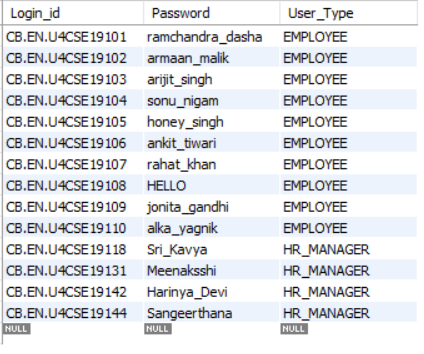 Login_id Password User_Type
CB.EN.U4CSE19101 ramchandra_dasha EMPLOYEE
CB.EN.U4CSE19102 armaan_malik EMPLOYEE
CB.EN.U4CSE19103 arijit_singh EMPLOYEE
CB.EN.U4CSE19104 sonu_nigam EMPLOYEE
CB.EN.U4CSE19105 honey_singh EMPLOYEE
CB.EN.U4CSE19106 ankit_tiwari EMPLOYEE
CB.EN.U4CSE19107 rahat_khan EMPLOYEE
CB.EN.U4CSE19108 HELLO EMPLOYEE
CB.EN.U4CSE19109 jonita_gandhi EMPLOYEE
CB.EN.U4CSE19110 alka_yagnik EMPLOYEE
CB.EN.U4CSE19118 Sri_Kavya HR_MANAGER
CB.EN.U4CSE19131 Meenaksshi HR_MANAGER
CB.EN.U4CSE19142 Harinya_Devi HR_MANAGER
CB.EN.U4CSE19144 Sangeerthana HR_MANAGER
NULL NULL NULL